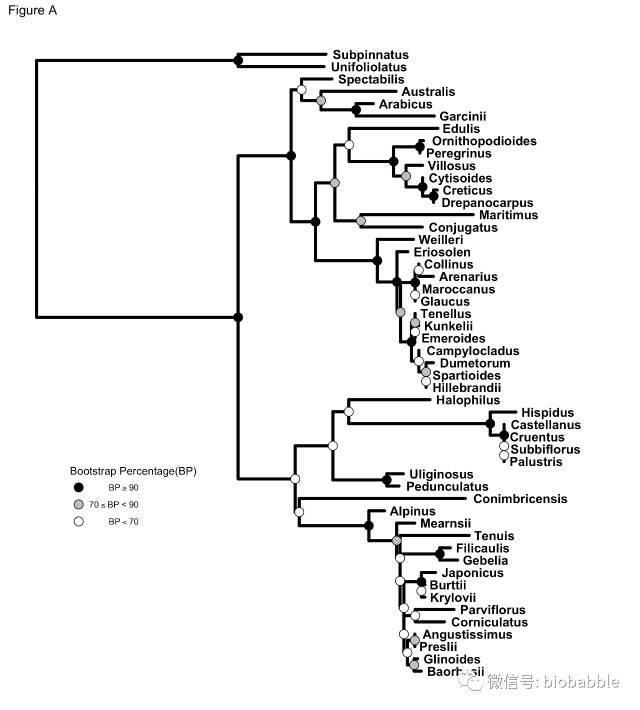 Figure A
Subpinnatus
Unifoliolatus
Spectabilis
Australis
Arabicus
Garcinii
Edulis
Ornithopodioides
Peregrinus
Villosus
Cytisoides
Creticus
Drepanocarpus
Maritimus
Conjugatus
Weilleri
Eriosolen
Collinus
Arenarius
Maroccanus
Glaucus
Tenellus
Kunkelii
Emeroides
Campylocladus
Dumetorum
Spartioides
Hillebrandii
Halophilus
Hispidus
Castellanus
Cruentus
Subbiflorus
Palustris
Uliginosus
Pedunculatus
Conimbricensis
Alpinus
Mearnsii
Tenuis
Filicaulis
Gebelia
Japonicus
Burttii
Krylovii
Parviflorus
Corniculatus
Angustissimus
Preslii
Glinoides
Bootstrap Percentage(BP)
BP ≥ 90
70 ≤ BP < 90
BP < 70
微信号: biobabble